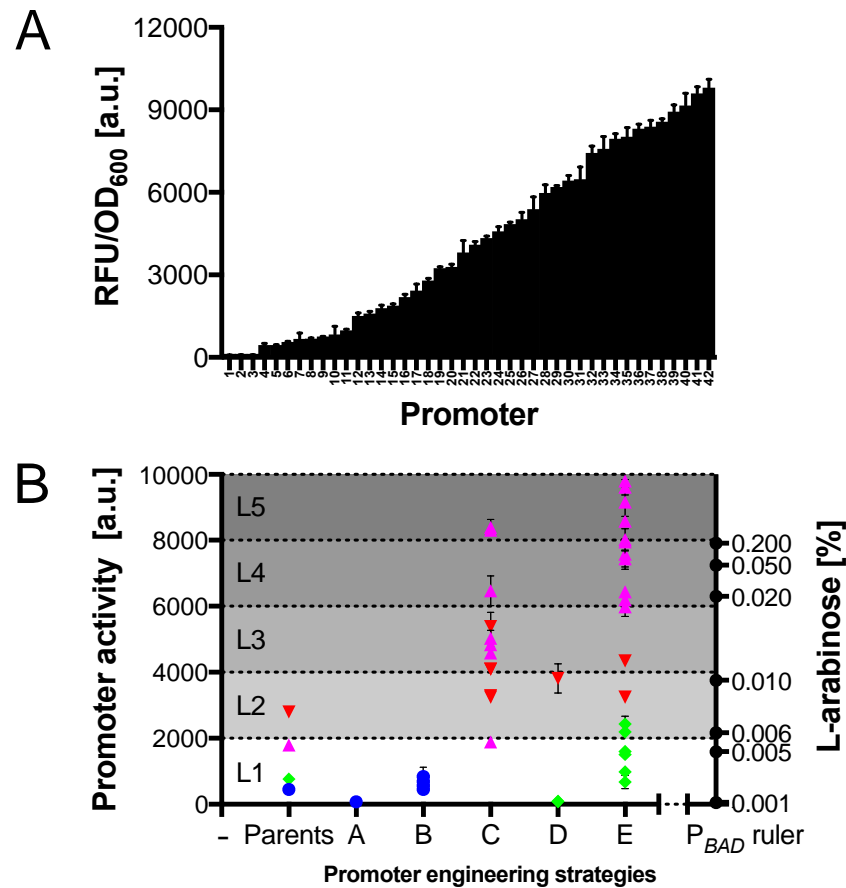 A
RFU/OD600 [a.u.]
12000
9000
6000
3000
0
1 2 3 4 5 6 7 8 9 10 11 12 13 14 15 16 17 18 19 20 21 22 23 24 25 26 27 28 29 30 31 32 33 34 35 36 37 38 39 40 41 42
Promoter
B
Promoter activity [a.u.]
10000
8000
6000
4000
2000
0
L5
L4
L3
L2
L1
0.200
0.050
0.020
0.010
0.006
0.005
0.001
L-arabinose [%]
– Parents A B C D E PBAD ruler
Promoter engineering strategies